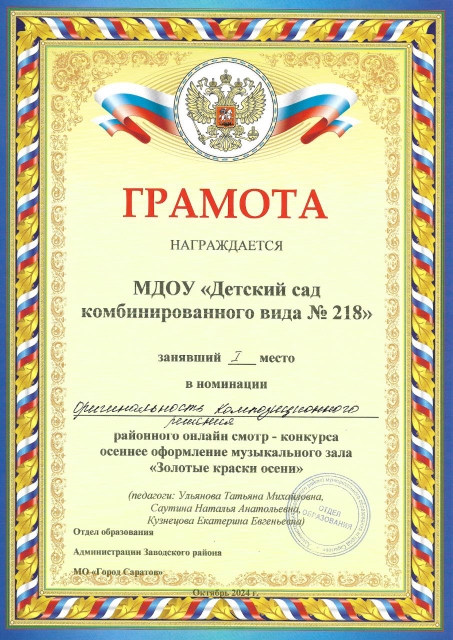 ГРАМОТА
НАГРАЖДАЕТСЯ
МДОУ «Детский сад
комбинированного вида № 218»
занявший I место
в номинации
Оригинальность композиционного
решения
районного онлайн смотр - конкурса
осеннее оформление музыкального зала
«Золотые краски осени»
(педагоги: Ульянова Татьяна Михайловна,
Саутина Наталья Анатольевна,
Кузнецова Екатерина Евгеньевна)
ОТДЕЛ
ОБРАЗОВАНИЯ
Отдел образования
Администрации Заводского района
МО «Город Саратов»
Октябрь 2024 г.